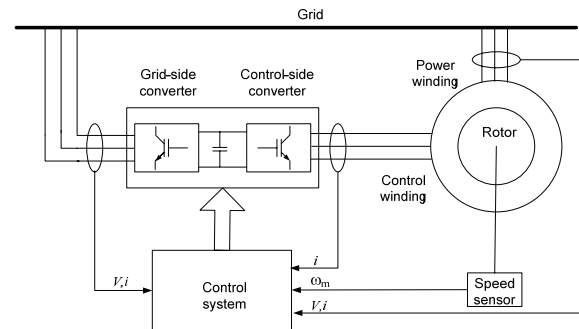 Grid
Grid-side
converter
Control-side
converter
Power
winding
Rotor
Control
winding
i
ωm
V,i
V,i
Control
system
Speed
sensor